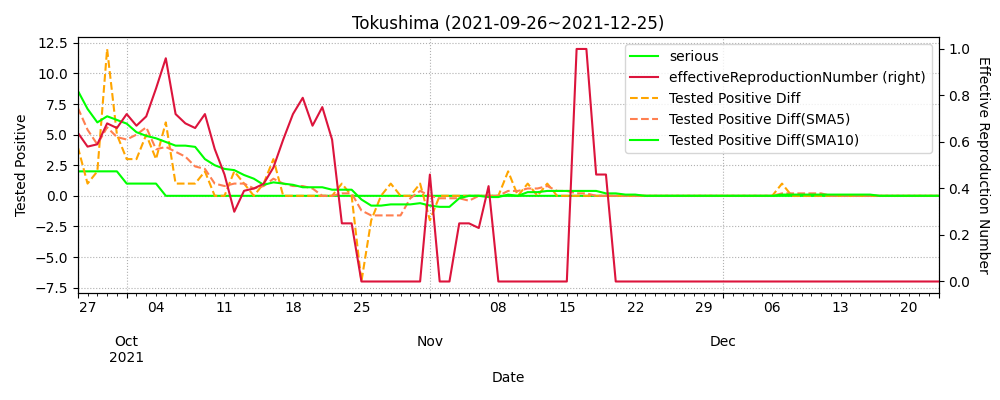 Tokushima (2021-09-26~2021-12-25)
12.5
10.0
7.5
5.0
2.5
0.0
−2.5
−5.0
−7.5
Tested Positive
serious
effectiveReproductionNumber (right)
Tested Positive Diff
Tested Positive Diff(SMA5)
Tested Positive Diff(SMA10)
1.0
0.8
0.6
0.4
0.2
0.0
Effective Reproduction Number
27 04 11 18 25 08 15 22 29 06 13 20
Oct Nov Dec
2021
Date